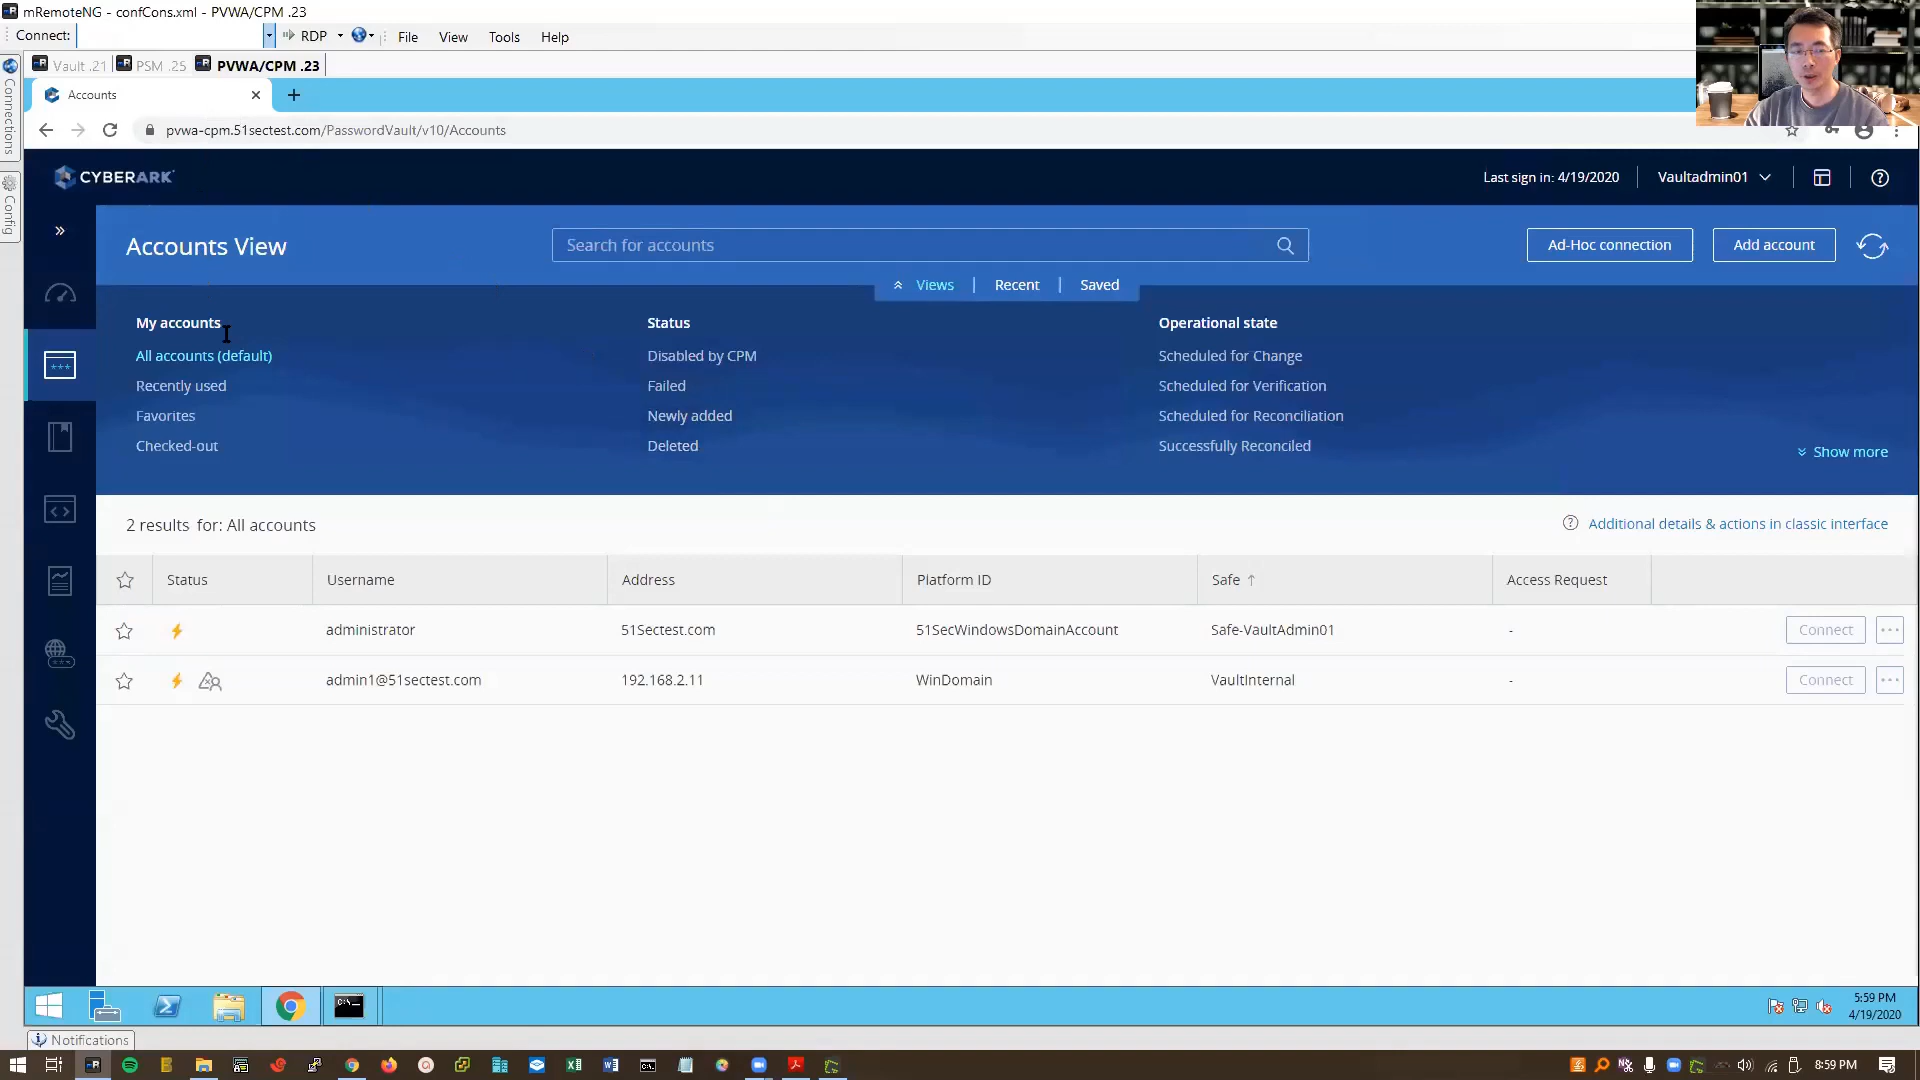 mRemoteNG - confCons.xml - PVWA/CPM .23
Connect: RDP File View Tools Help
Vault .21 PSM .25 PVWA/CPM .23
Connections
Config
Accounts
pvwa-cpm.51sectest.com/PasswordVault/v10/Accounts
CYBERARK
Last sign in: 4/19/2020 Vaultadmin01
Accounts View
Search for accounts
Ad-Hoc connection
Add account
Views | Recent | Saved
My accounts Status Operational state
All accounts (default) Disabled by CPM Scheduled for Change
Recently used Failed Scheduled for Verification
Favorites Newly added Scheduled for Reconciliation
Checked-out Deleted Successfully Reconciled
Show more
2 results for: All accounts
Additional details & actions in classic interface
Status Username Address Platform ID Safe Access Request
administrator 51Sectest.com 51SecWindowsDomainAccount Safe-VaultAdmin01 - Connect ...
admin1@51sectest.com 192.168.2.11 WinDomain VaultInternal - Connect ...
5:59 PM
4/19/2020
Notifications
8:59 PM